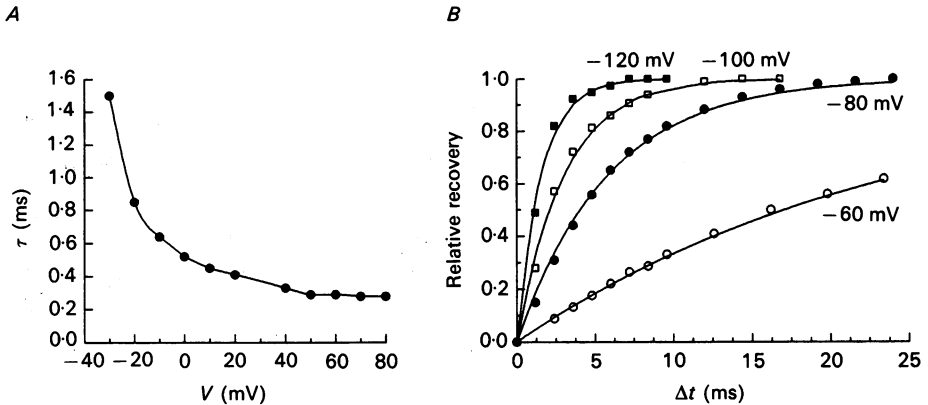 A
1·6
1·4
1·2
1·0
0·8
0·6
0·4
0·2
0·0
τ (ms)
−40 −20 0 20 40 60 80
V (mV)
B
−120 mV −100 mV
−80 mV
−60 mV
1·0
0·8
0·6
0·4
0·2
0·0
Relative recovery
0 5 10 15 20 25
Δt (ms)